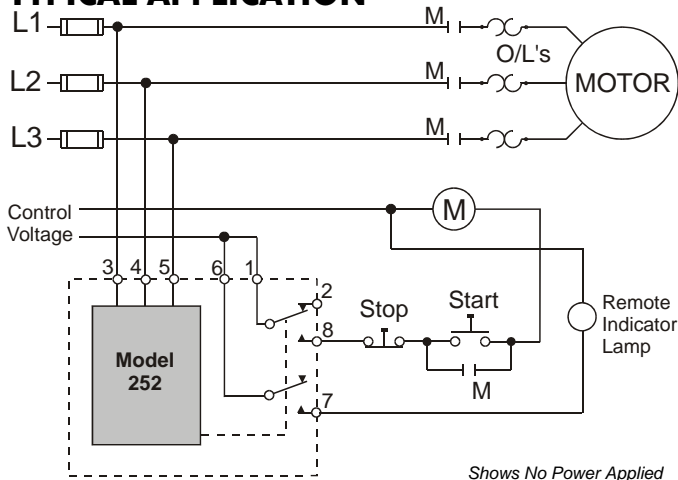 TYPICAL APPLICATION
L1
M
O/L's
L2
M
MOTOR
L3
M
Control
Voltage
M
3 4 5 6 1
2
Stop
Start
8
Remote
Indicator
Lamp
Model
252
M
7
Shows No Power Applied